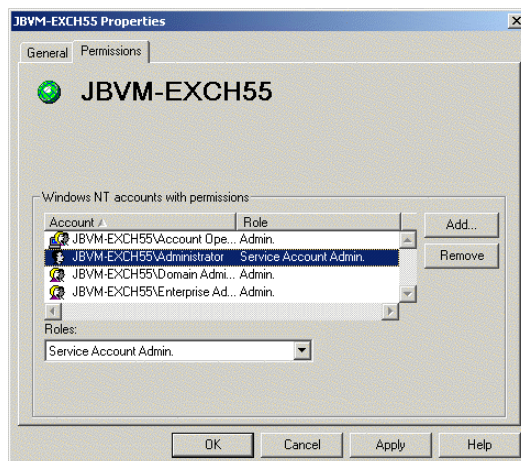 JBVM-EXCH55 Properties
General Permissions
JBVM-EXCH55
Windows NT accounts with permissions
Account Role
JBVM-EXCH55\Account Ope... Admin.
JBVM-EXCH55\Administrator Service Account Admin.
JBVM-EXCH55\Domain Admi... Admin.
JBVM-EXCH55\Enterprise Ad... Admin.
Add...
Remove
Roles:
Service Account Admin.
OK Cancel Apply Help